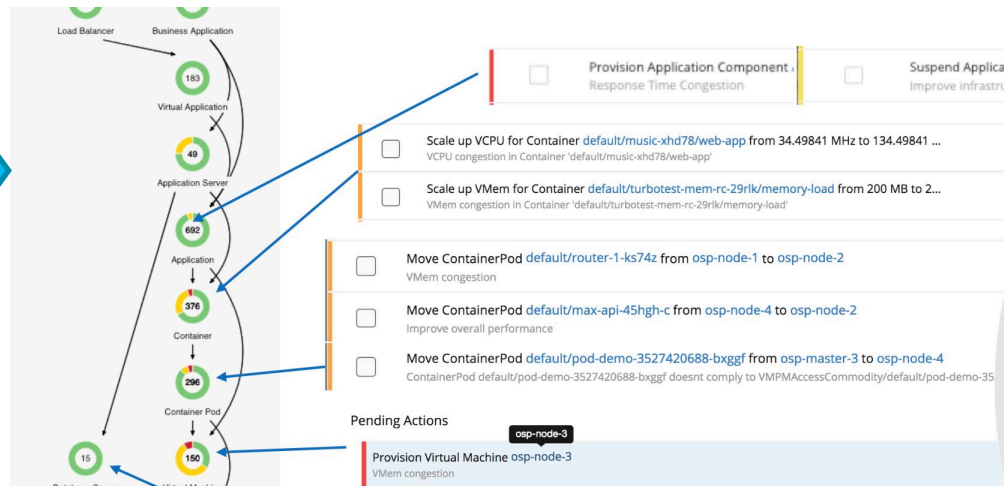 Load Balancer
Business Application
183
Virtual Application
49
Application Server
692
Application
376
Container
296
Container Pod
15
150
Provision Application Component
Response Time Congestion
Suspend Applica
Improve infrastru
Scale up VCPU for Container default/music-xhd78/web-app from 34.49841 MHz to 134.49841 ...
VCPU congestion in Container 'default/music-xhd78/web-app'
Scale up VMem for Container default/turbotest-mem-rc-29rlk/memory-load from 200 MB to 2...
VMem congestion in Container 'default/turbotest-mem-rc-29rlk/memory-load'
Move ContainerPod default/router-1-ks74z from osp-node-1 to osp-node-2
VMem congestion
Move ContainerPod default/max-api-45hgh-c from osp-node-4 to osp-node-2
Improve overall performance
Move ContainerPod default/pod-demo-3527420688-bxggf from osp-master-3 to osp-node-4
ContainerPod default/pod-demo-3527420688-bxggf doesnt comply to VMPMAccessCommodity/default/pod-demo-35
Pending Actions
osp-node-3
Provision Virtual Machine osp-node-3
VMem congestion